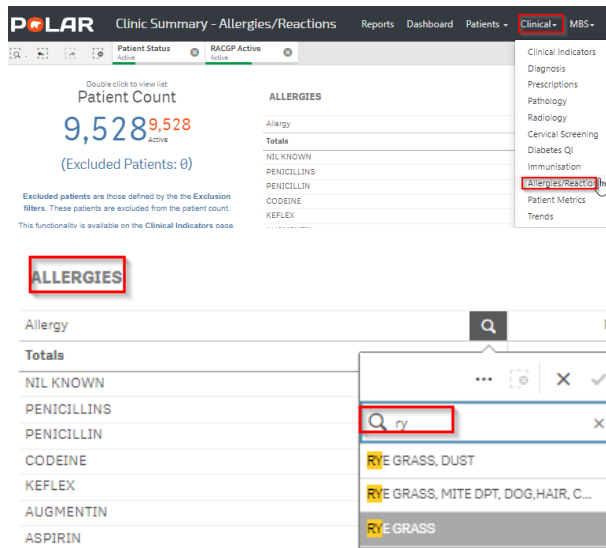 POLAR Clinic Summary - Allergies/Reactions Reports Dashboard Patients Clinical MBS
Patient Status
Active
RACGP Active
Active
Clinical Indicators
Diagnosis
Prescriptions
Pathology
Radiology
Cervical Screening
Diabetes QI
Immunisation
Allergies/Reaction
Patient Metrics
Trends
Double click to view list
Patient Count
9,528 9,528
Active
(Excluded Patients: 0)
Excluded patients are those defined by the the Exclusion
filters. These patients are excluded from the patient count.
This functionality is available on the Clinical Indicators page.
ALLERGIES
Allergy
Totals
NIL KNOWN
PENICILLINS
PENICILLIN
CODEINE
KEFLEX
AUGMENTIN
ALLERGIES
Allergy
Totals
NIL KNOWN
PENICILLINS
PENICILLIN
CODEINE
KEFLEX
AUGMENTIN
ASPIRIN
ry
RYE GRASS, DUST
RYE GRASS, MITE DPT, DOG,HAIR, C...
RYE GRASS